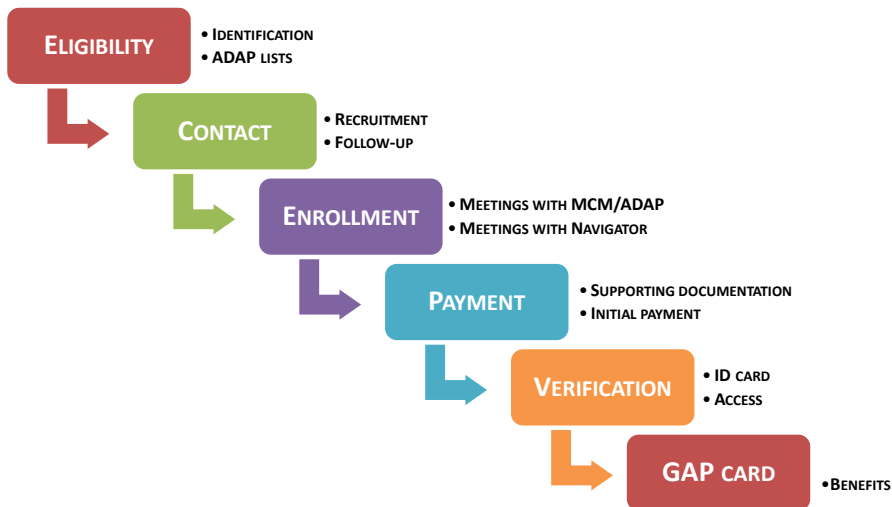 ELIGIBILITY
• IDENTIFICATION
• ADAP LISTS
CONTACT
• RECRUITMENT
• FOLLOW-UP
ENROLLMENT
• MEETINGS WITH MCM/ADAP
• MEETINGS WITH NAVIGATOR
PAYMENT
• SUPPORTING DOCUMENTATION
• INITIAL PAYMENT
VERIFICATION
• ID CARD
• ACCESS
GAP CARD
•BENEFITS